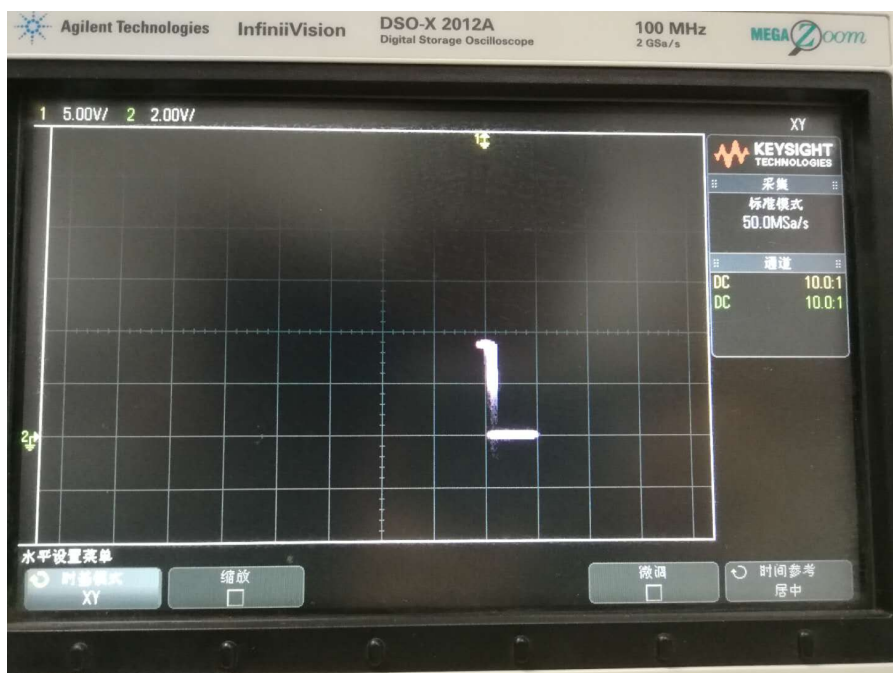 Agilent Technologies InfiniiVision DSO-X 2012A 100 MHz MEGA Zoom
Digital Storage Oscilloscope 2 GSa/s
1 5.00V/ 2 2.00V/
XY
KEYSIGHT
TECHNOLOGIES
采集
标准模式
50.0MSa/s
通道
DC 10.0:1
DC 10.0:1
1
2
水平设置菜单
时基模式
XY
缩放
微调
时间参考
居中